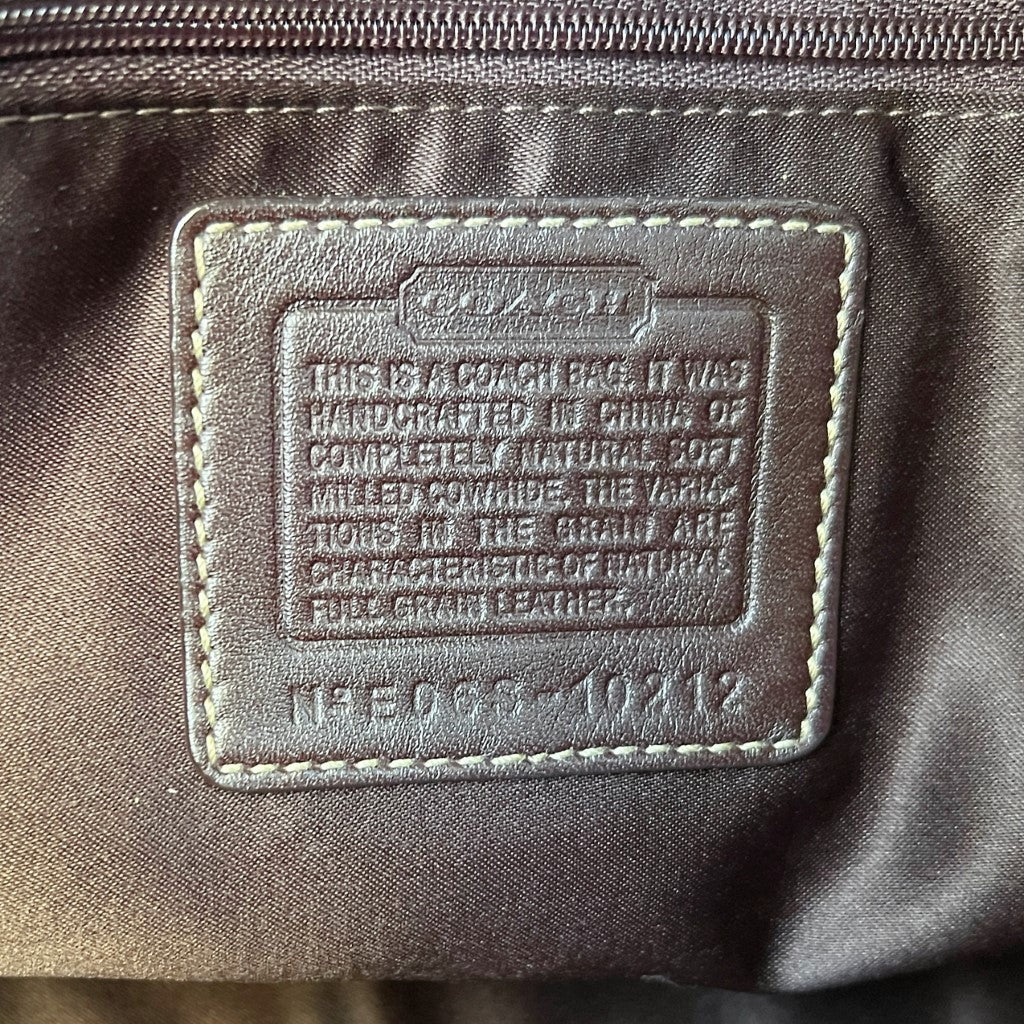 COACH
THIS IS A COACH BAG. IT WAS
HANDCRAFTED IN CHINA OF
COMPLETELY NATURAL SOFT
MILLED COWHIDE. THE VARIA-
TIONS IN THE GRAIN ARE
CHARACTERISTIC OF NATURAL
FULL GRAIN LEATHER.
Nº E06S-10212